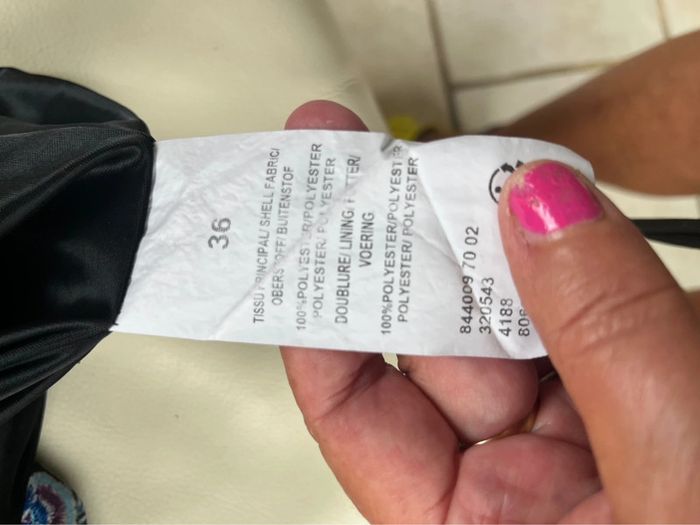 36
TISSU PRINCIPAL/ SHELL FABRIC/
OBERSTOFF/ BUITENSTOF
100%POLYESTER/POLYESTER
POLYESTER/ POLYESTER
DOUBLURE/ LINING/
VOERING
100%POLYESTER/POLYESTER
POLYESTER/ POLYESTER
844009 70 02
320543
4188